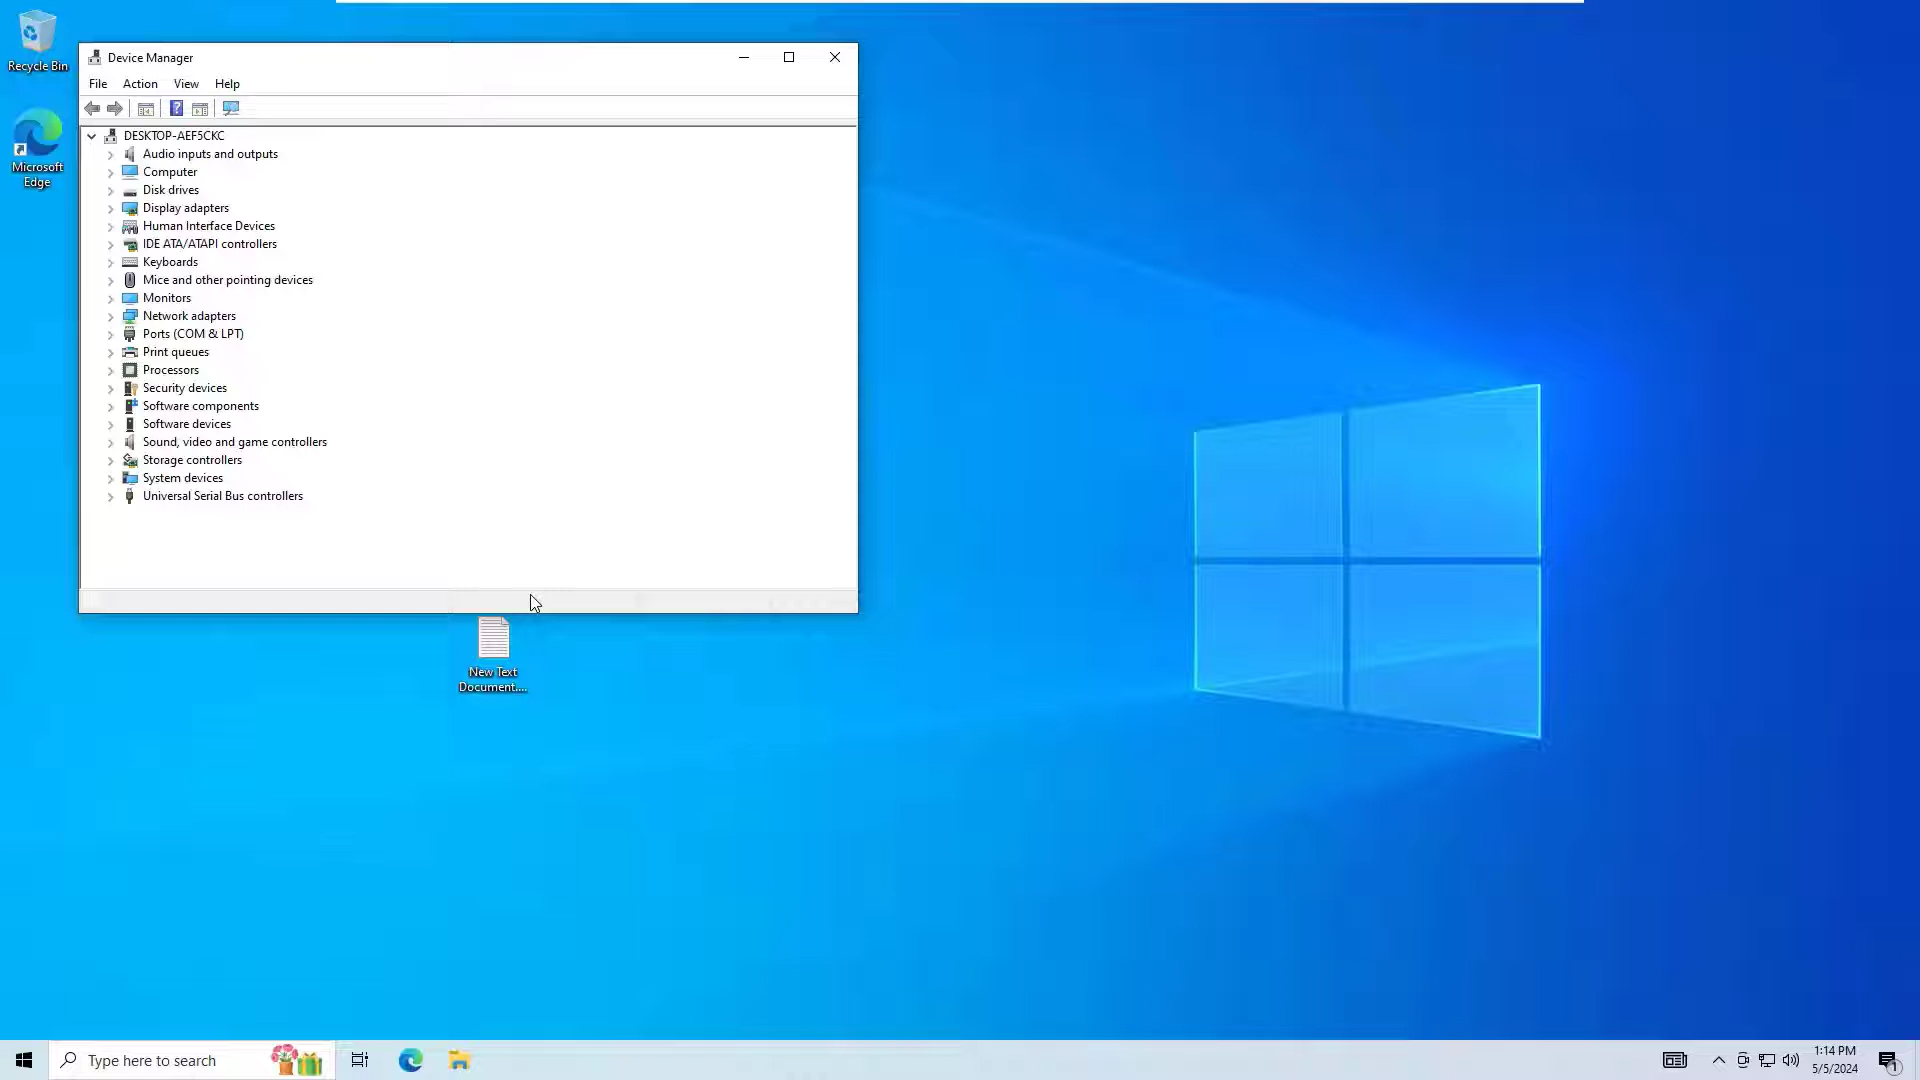 Recycle Bin
Microsoft
Edge
Device Manager
File Action View Help
DESKTOP-AEF5CKC
Audio inputs and outputs
Computer
Disk drives
Display adapters
Human Interface Devices
IDE ATA/ATAPI controllers
Keyboards
Mice and other pointing devices
Monitors
Network adapters
Ports (COM & LPT)
Print queues
Processors
Security devices
Software components
Software devices
Sound, video and game controllers
Storage controllers
System devices
Universal Serial Bus controllers
New Text
Document....
Type here to search
1:14 PM
5/5/2024
1